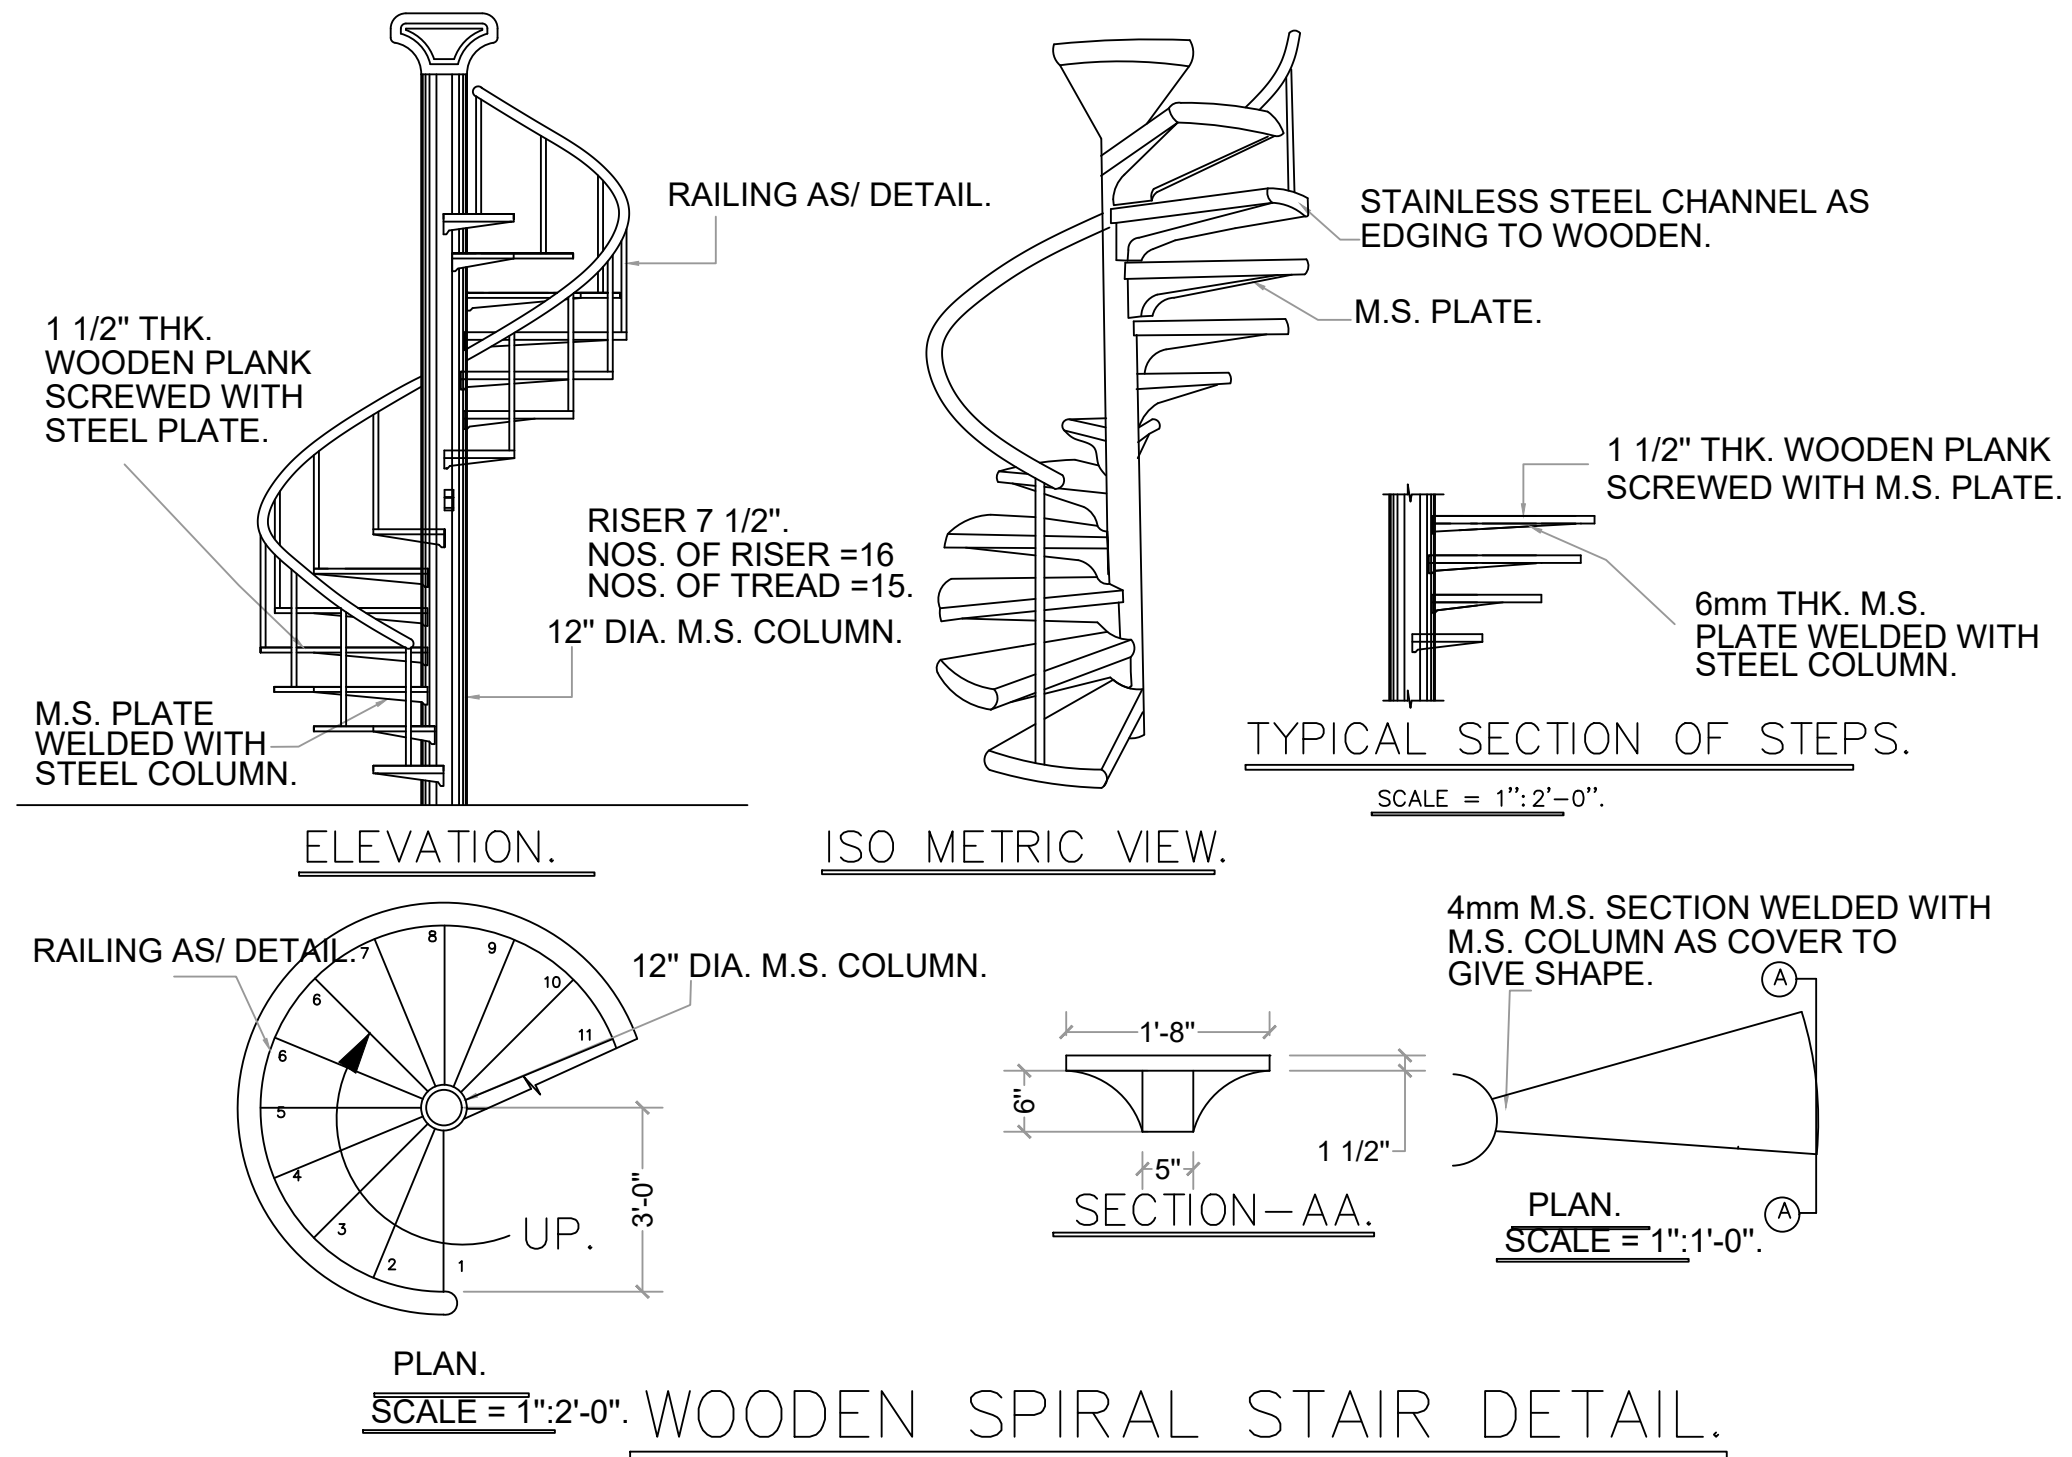 RAILING AS/ DETAIL.
1 1/2" THK.
WOODEN PLANK
SCREWED WITH
STEEL PLATE.
RISER 7 1/2".
NOS. OF RISER =16
NOS. OF TREAD =15.
12" DIA. M.S. COLUMN.
M.S. PLATE
WELDED WITH
STEEL COLUMN.
ELEVATION.
STAINLESS STEEL CHANNEL AS
EDGING TO WOODEN.
M.S. PLATE.
ISO METRIC VIEW.
1 1/2" THK. WOODEN PLANK
SCREWED WITH M.S. PLATE.
6mm THK. M.S.
PLATE WELDED WITH
STEEL COLUMN.
TYPICAL SECTION OF STEPS.
SCALE = 1":2'-0".
RAILING AS/ DETAIL.
12" DIA. M.S. COLUMN.
1
2
3
4
5
6
6
7
8
9
10
11
UP.
3'-0"
PLAN.
SCALE = 1":2'-0".
1'-8"
6"
5"
1 1/2"
SECTION-AA.
4mm M.S. SECTION WELDED WITH
M.S. COLUMN AS COVER TO
GIVE SHAPE.
A
A
PLAN.
SCALE = 1":1'-0".
WOODEN SPIRAL STAIR DETAIL.